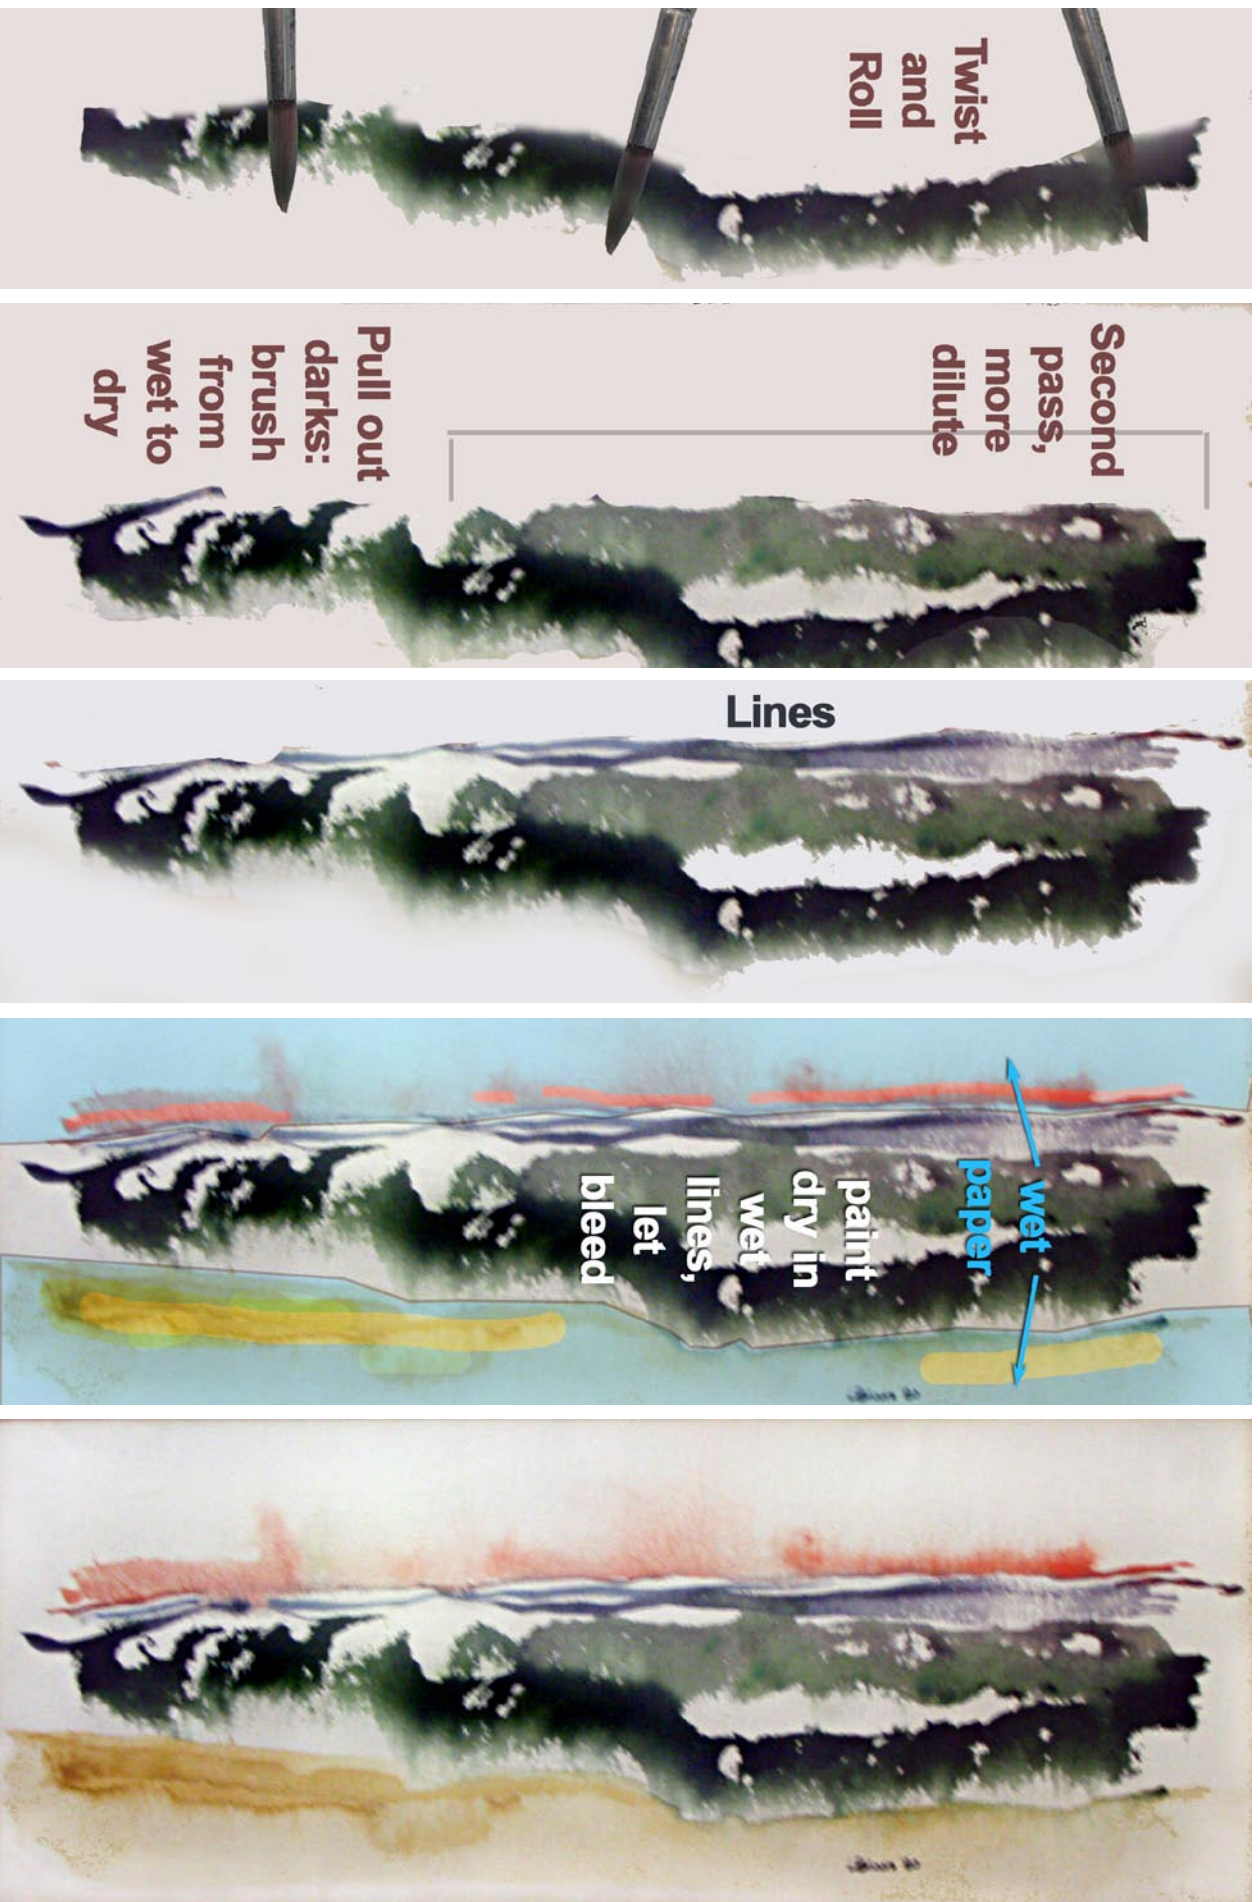 Twist
and
Roll
Second
pass,
more
dilute
Pull out
darks:
brush
from
wet to
dry
Lines
wet
paper
paint
dry in
wet
lines,
let
bleed